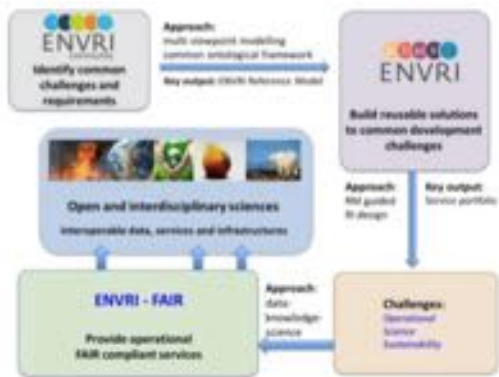 ENVRI
Identify common
challenges and
requirements
Approach:
multi viewpoint modelling
common ontological framework
Key output: ENVRI Reference Model
ENVRI
Build reusable solutions
to common development
challenges
Approach:
RM guided
RI design
Key output:
Service portfolio
Open and interdisciplinary sciences
Interoperable data, services and infrastructures
ENVRI - FAIR
Provide operational
FAIR compliant services
Approach:
data
knowledge-
science
Challenges:
Operational
Science
Sustainability